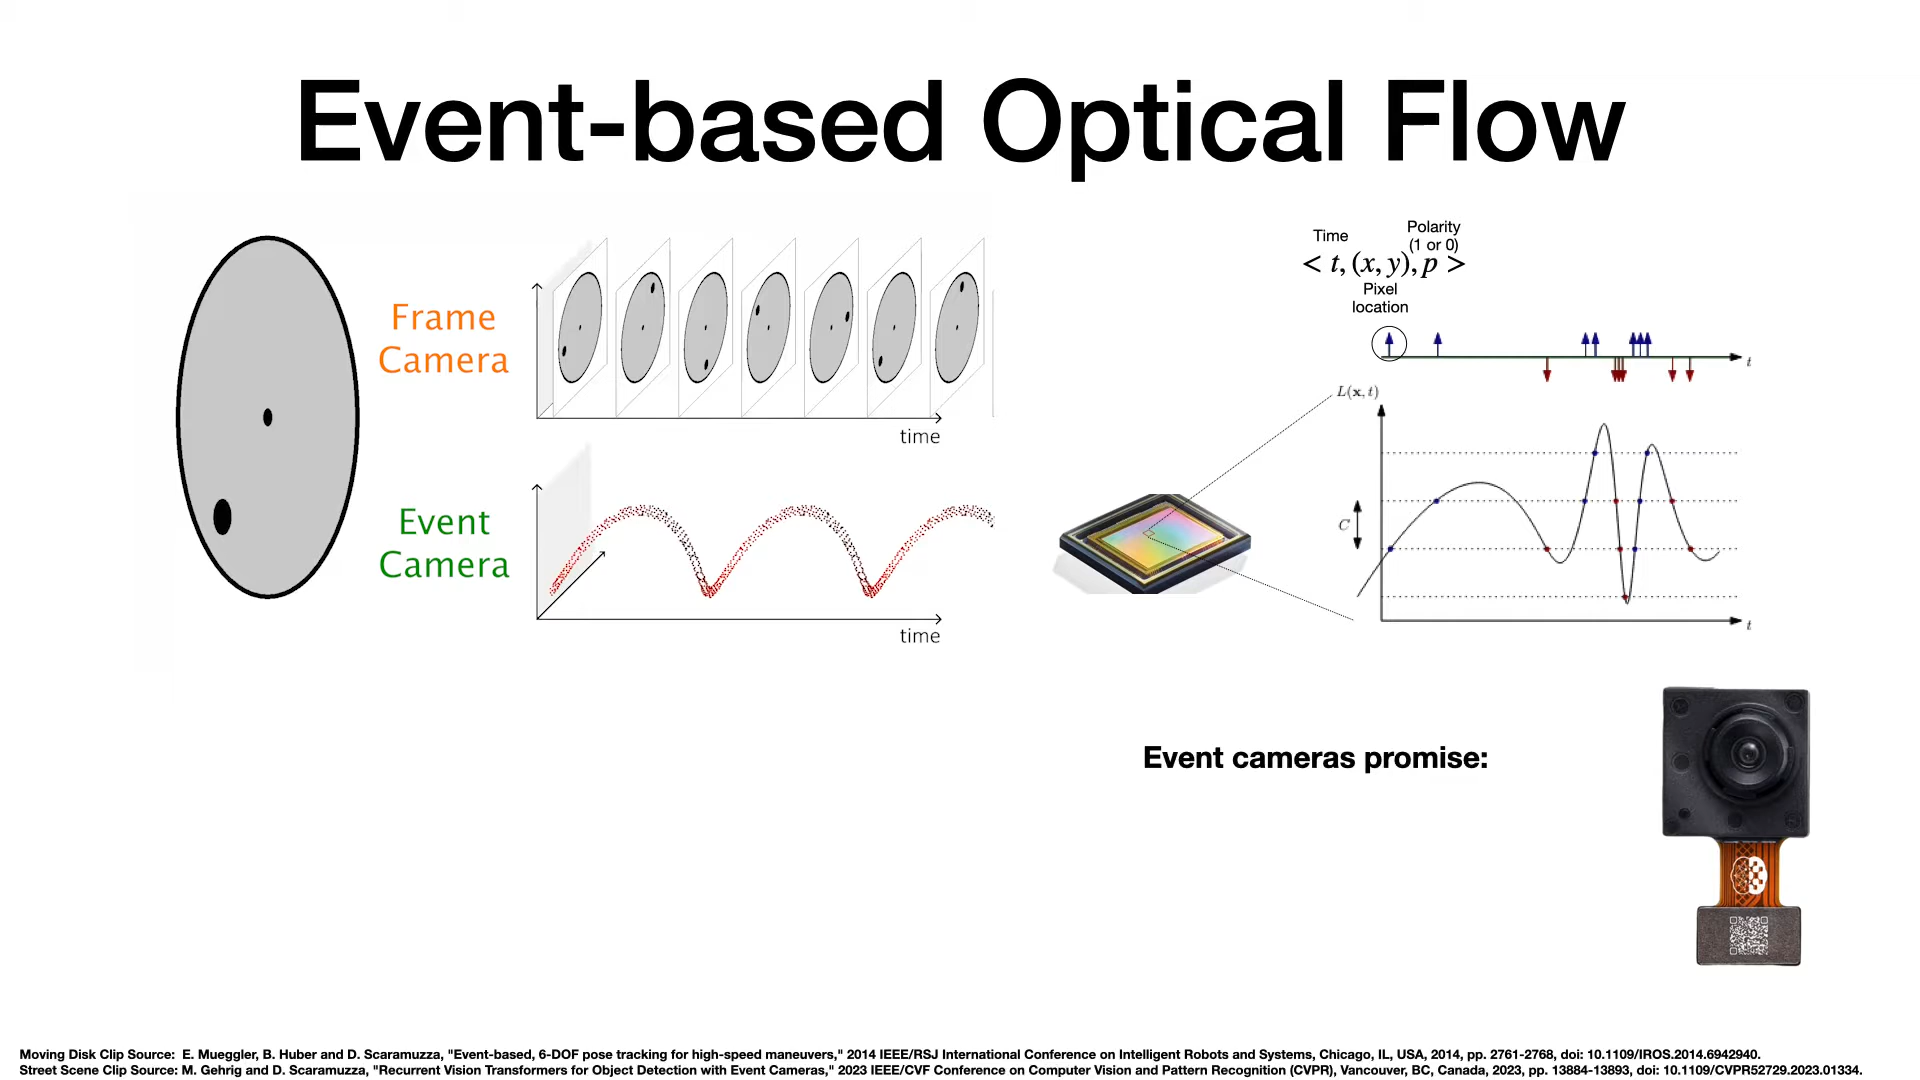 Event-based Optical Flow
Frame
Camera
time
Event
Camera
time
Time
Polarity
(1 or 0)
< t, (x, y), p >
Pixel
location
t
L(x, t)
C
t
Event cameras promise:
Moving Disk Clip Source:  E. Mueggler, B. Huber and D. Scaramuzza, "Event-based, 6-DOF pose tracking for high-speed maneuvers," 2014 IEEE/RSJ International Conference on Intelligent Robots and Systems, Chicago, IL, USA, 2014, pp. 2761-2768, doi: 10.1109/IROS.2014.6942940.
Street Scene Clip Source: M. Gehrig and D. Scaramuzza, "Recurrent Vision Transformers for Object Detection with Event Cameras," 2023 IEEE/CVF Conference on Computer Vision and Pattern Recognition (CVPR), Vancouver, BC, Canada, 2023, pp. 13884-13893, doi: 10.1109/CVPR52729.2023.01334.